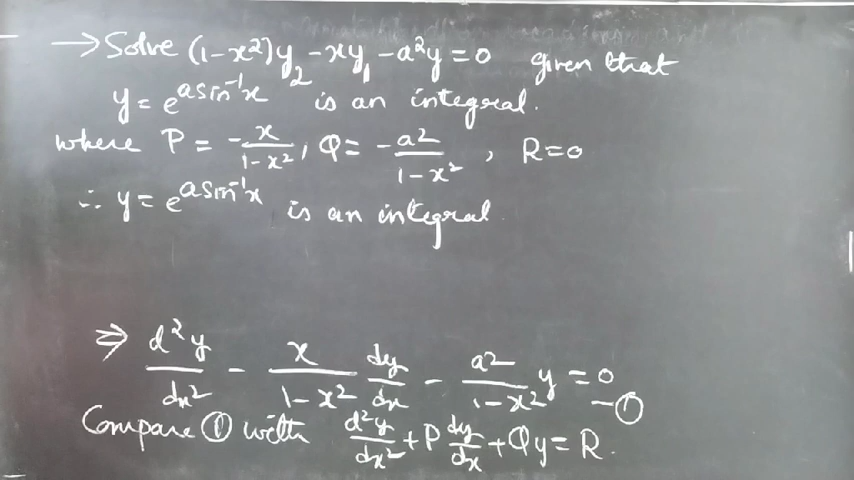 → Solve (1-x²)y₂ - xy₁ - a²y = 0 given that
y = e^{a sin⁻¹x} is an integral.
where P = -x/(1-x²), Q = -a²/(1-x²), R = 0
∴ y = e^{a sin⁻¹x} is an integral
⇒ d²y/dx² - x/(1-x²) dy/dx - a²/(1-x²) y = 0 —①
Compare ① with d²y/dx² + P dy/dx + Qy = R.